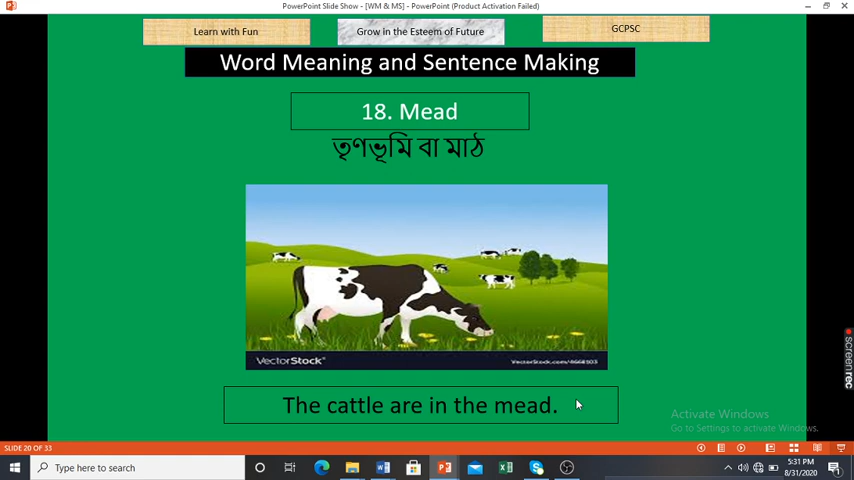 PowerPoint Slide Show - [WM & MS] - PowerPoint (Product Activation Failed)
Learn with Fun
Grow in the Esteem of Future
GCPSC
Word Meaning and Sentence Making
18. Mead
তৃণভূমি বা মাঠ
VectorStock
VectorStock.com/4668103
The cattle are in the mead.
Activate Windows
Go to Settings to activate Windows.
screenrec
SLIDE 20 OF 33
Type here to search
5:31 PM
8/31/2020